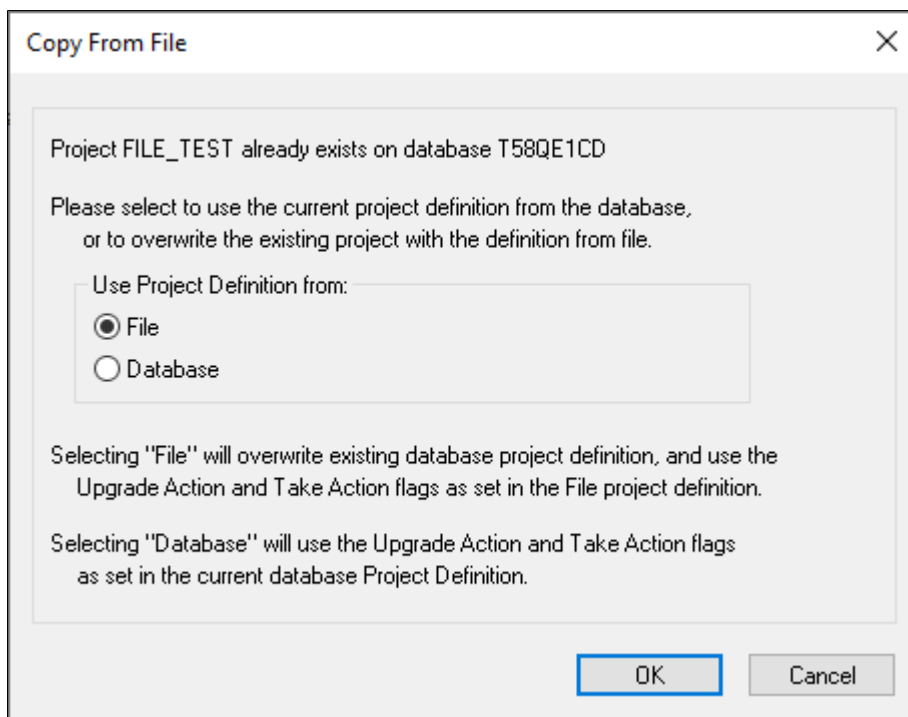 Copy From File
Project FILE_TEST already exists on database T58QE1CD
Please select to use the current project definition from the database,
or to overwrite the existing project with the definition from file.
Use Project Definition from:
File
Database
Selecting "File" will overwrite existing database project definition, and use the
Upgrade Action and Take Action flags as set in the File project definition.
Selecting "Database" will use the Upgrade Action and Take Action flags
as set in the current database Project Definition.
OK
Cancel